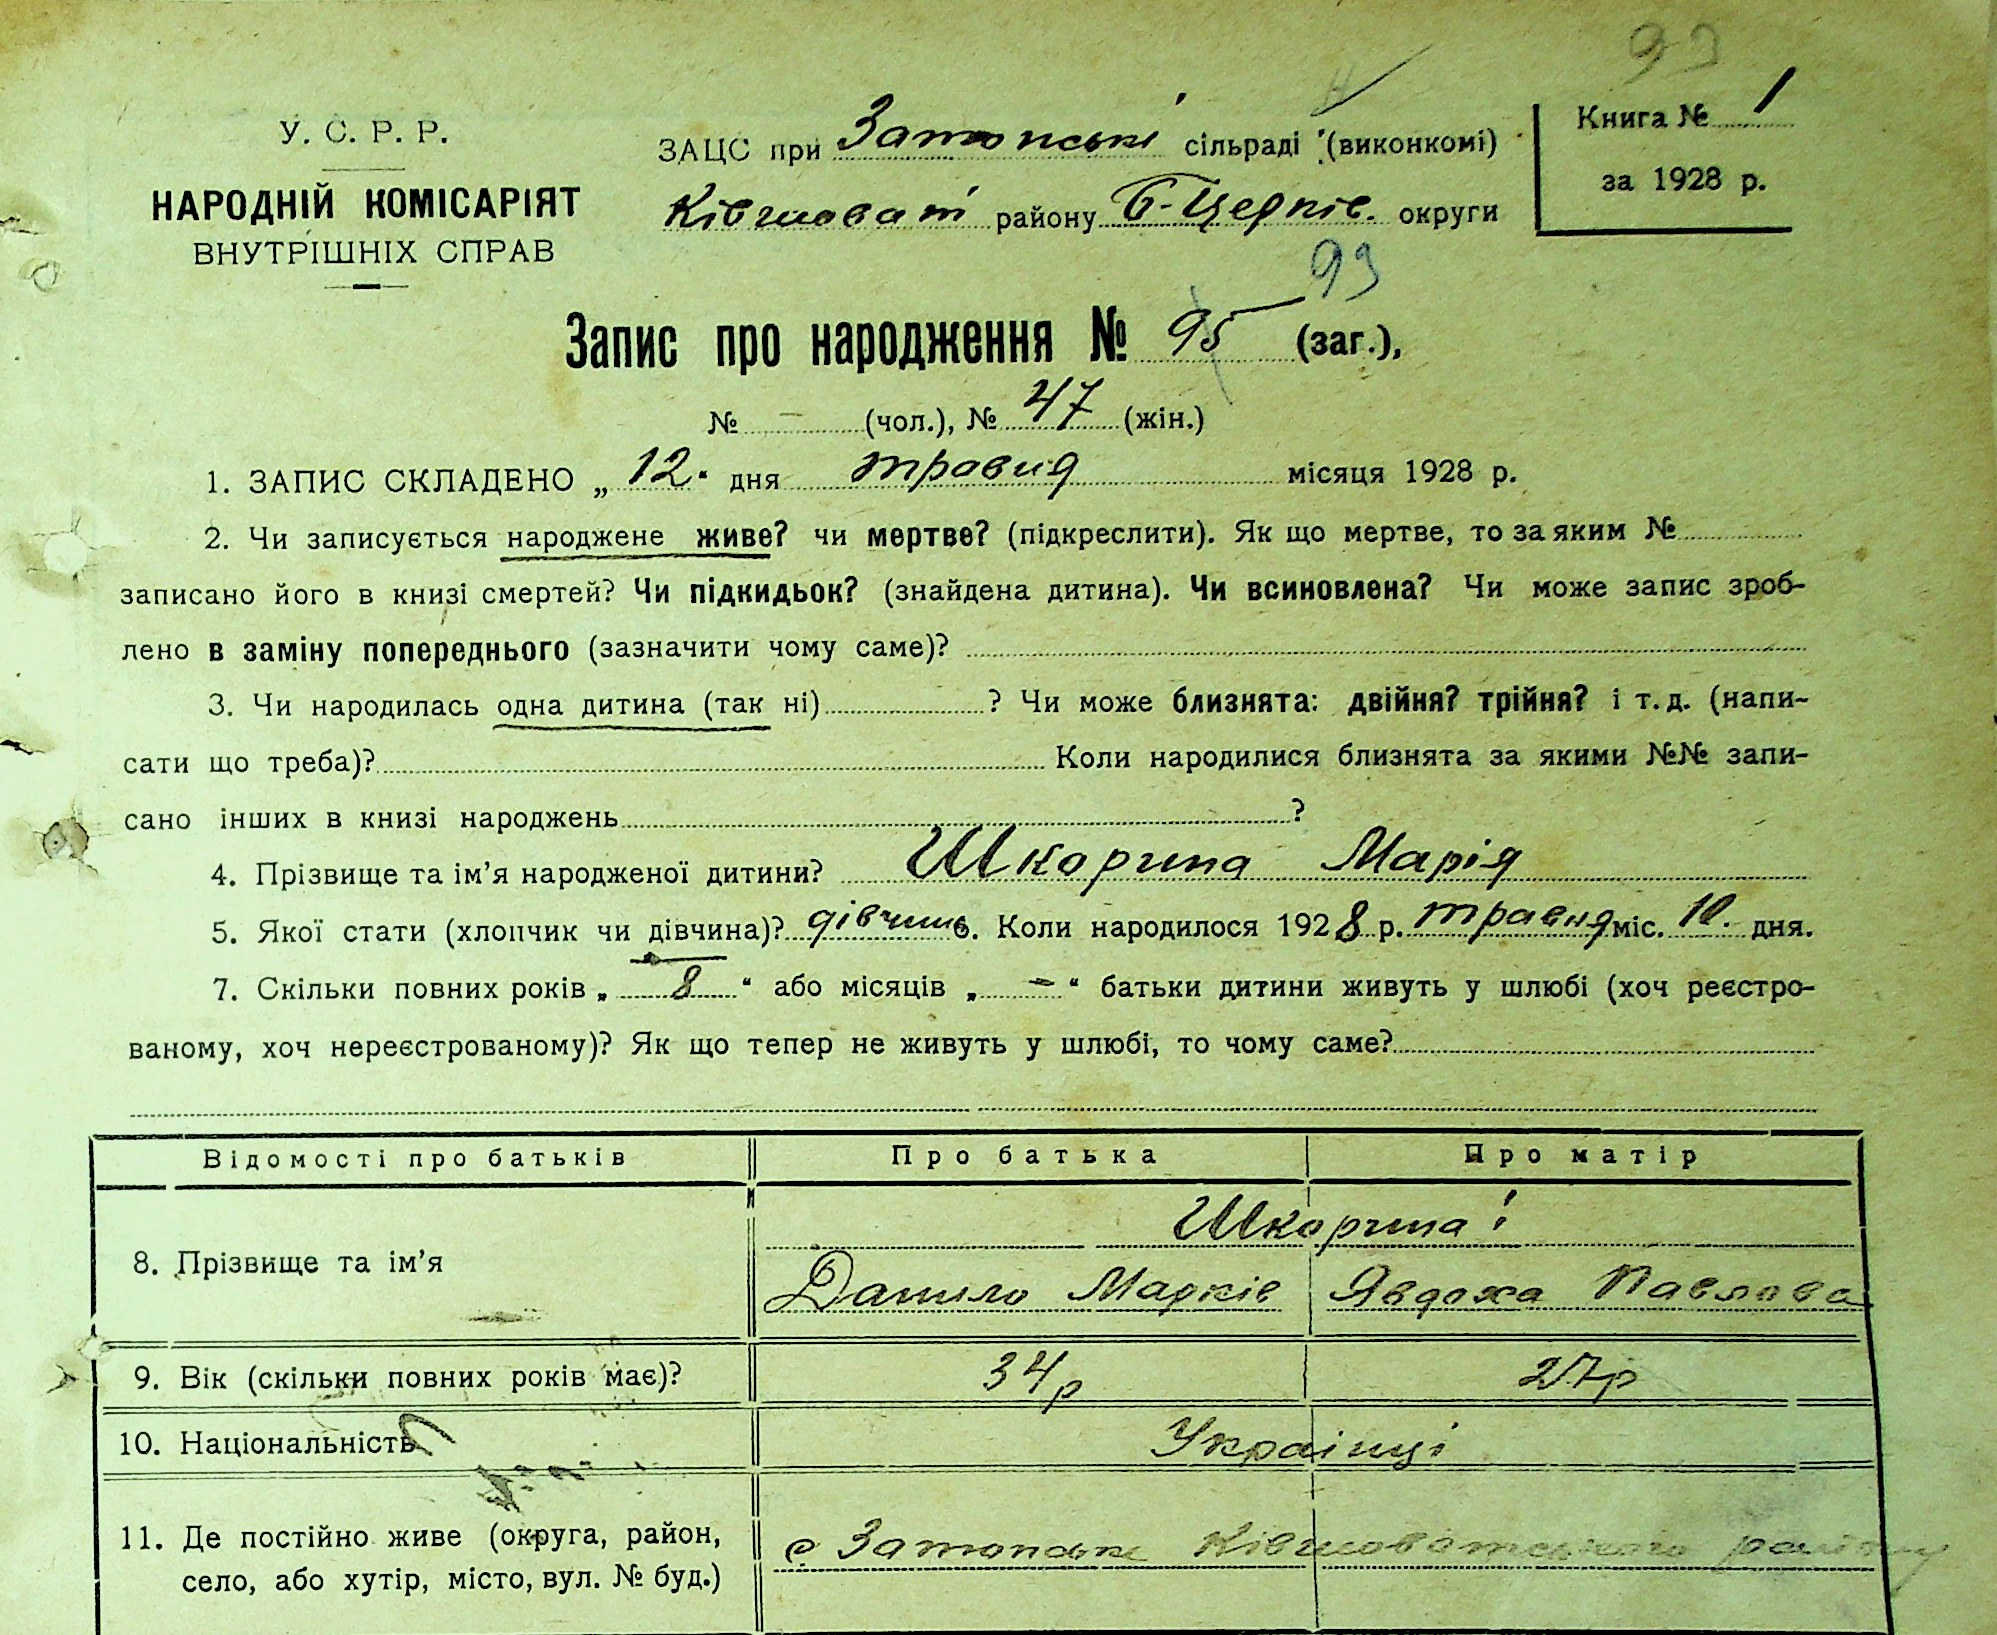 93
У. С. Р. Р.
НАРОДНІЙ КОМІСАРІЯТ
ВНУТРІШНІХ СПРАВ
ЗАЦС при Затонські сільраді (виконкомі)
Ківшоваті району Б-Церків. округи
Книга № 1
за 1928 р.
93
Запис про народження № 95 (заг.),
№ – (чол.), № 47 (жін.)
1. ЗАПИС СКЛАДЕНО „ 12 “ дня травня місяця 1928 р.
2. Чи записується народжене живе? чи мертве? (підкреслити). Як що мертве, то за яким №
записано його в книзі смертей? Чи підкидьок? (знайдена дитина). Чи всиновлена? Чи може запис зроб-
лено в заміну попереднього (зазначити чому саме)?
3. Чи народилась одна дитина (так ні) ? Чи може близнята: двійня? трійня? і т. д. (напи-
сати що треба)? Коли народилися близнята за якими №№ запи-
сано інших в книзі народжень ?
4. Прізвище та ім’я народженої дитини? Шкорина Марія
5. Якої стати (хлопчик чи дівчина)? дівчина 6. Коли народилося 1928 р. травня міс. 10. дня.
7. Скільки повних років „ 8 “ або місяців „ – “ батьки дитини живуть у шлюбі (хоч реєстро-
ваному, хоч нереєстрованому)? Як що тепер не живуть у шлюбі, то чому саме?
Відомості про батьків Про батька Про матір
8. Прізвище та ім’я Шкорина
Данило Марків Явдоха Павлова
9. Вік (скільки повних років має)? 34р 27р
10. Національність Українці
11. Де постійно живе (округа, район, с Затонське Ківшоватського району
село, або хутір, місто, вул. № буд.)